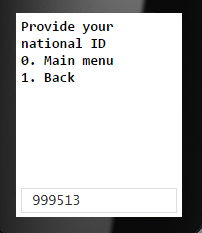 Provide your
national ID
0. Main menu
1. Back
999513